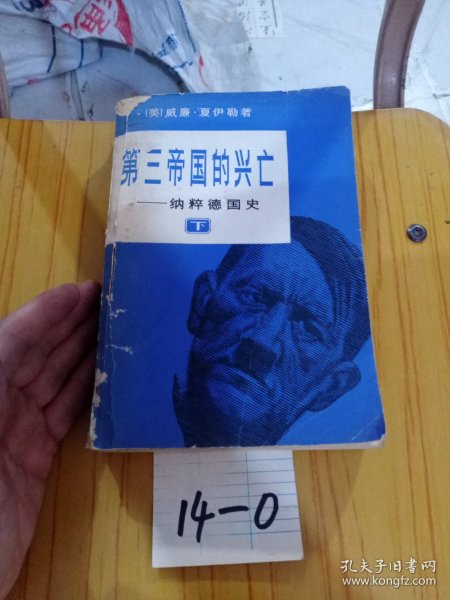 (美)威廉·夏伊勒著
第三帝国的兴亡
——纳粹德国史
下
14-0
孔夫子旧书网
www.kongfz.com